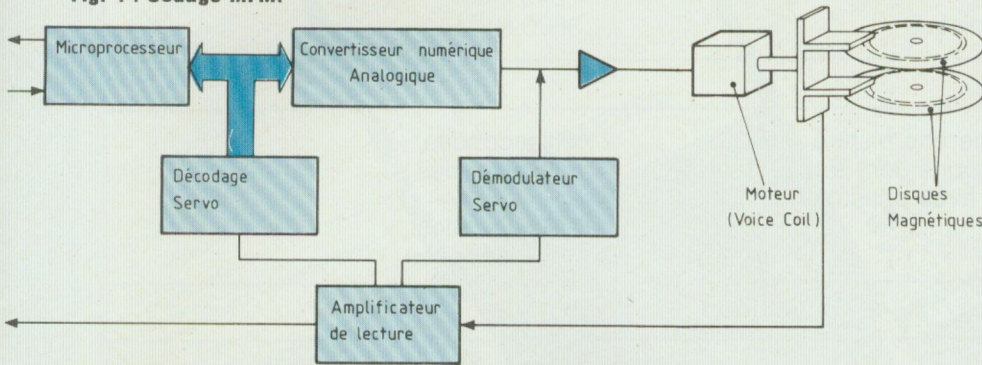 Microprocesseur
Convertisseur numérique
Analogique
Décodage
Servo
Démodulateur
Servo
Moteur
(Voice Coil)
Disques
Magnétiques
Amplificateur
de lecture